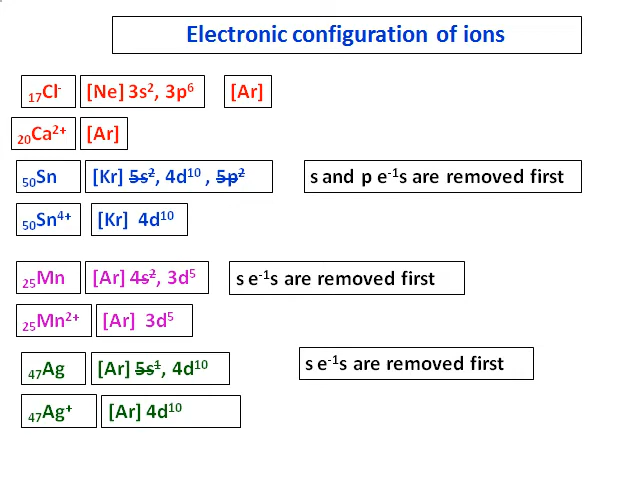 Electronic configuration of ions
₁₇Cl⁻ [Ne] 3s², 3p⁶ [Ar]
₂₀Ca²⁺ [Ar]
₅₀Sn [Kr] 5s², 4d¹⁰ , 5p² s and p e⁻¹s are removed first
₅₀Sn⁴⁺ [Kr] 4d¹⁰
₂₅Mn [Ar] 4s², 3d⁵ s e⁻¹s are removed first
₂₅Mn²⁺ [Ar] 3d⁵
₄₇Ag [Ar] 5s¹, 4d¹⁰ s e⁻¹s are removed first
₄₇Ag⁺ [Ar] 4d¹⁰